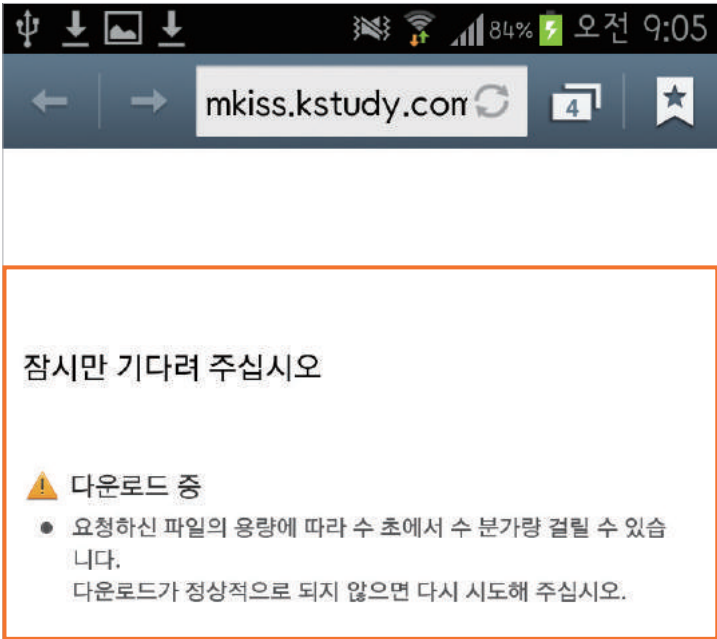 84% 오전 9:05
mkiss.kstudy.com
4
잠시만 기다려 주십시오
다운로드 중
요청하신 파일의 용량에 따라 수 초에서 수 분가량 걸릴 수 있습
니다.
다운로드가 정상적으로 되지 않으면 다시 시도해 주십시오.